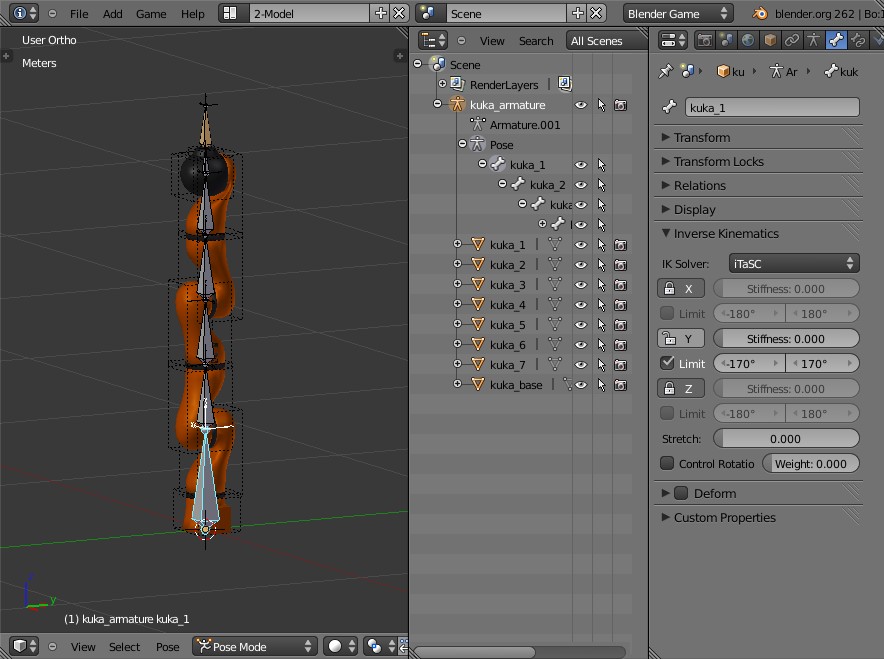 File Add Game Help 2-Model Scene Blender Game blender.org 262 | Bo:1
User Ortho
Meters
(1) kuka_armature kuka_1
View Select Pose Pose Mode
View Search All Scenes
Scene
RenderLayers
kuka_armature
Armature.001
Pose
kuka_1
kuka_2
kuka
kuka_1
kuka_2
kuka_3
kuka_4
kuka_5
kuka_6
kuka_7
kuka_base
ku Ar kuk
kuka_1
Transform
Transform Locks
Relations
Display
Inverse Kinematics
IK Solver: iTaSC
X Stiffness: 0.000
Limit -180° 180°
Y Stiffness: 0.000
Limit -170° 170°
Z Stiffness: 0.000
Limit -180° 180°
Stretch: 0.000
Control Rotatio Weight: 0.000
Deform
Custom Properties
z
y